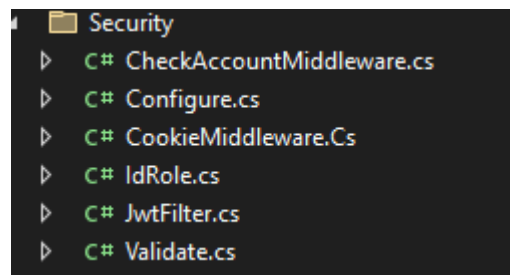 Security
C# CheckAccountMiddleware.cs
C# Configure.cs
C# CookieMiddleware.Cs
C# IdRole.cs
C# JwtFilter.cs
C# Validate.cs